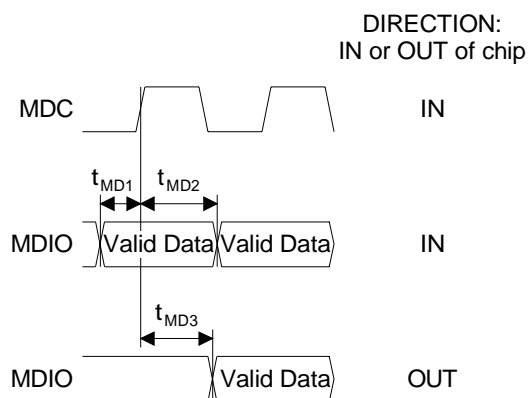 DIRECTION:
IN or OUT of chip
MDC IN
tMD1 tMD2
MDIO Valid Data Valid Data IN
tMD3
MDIO Valid Data OUT